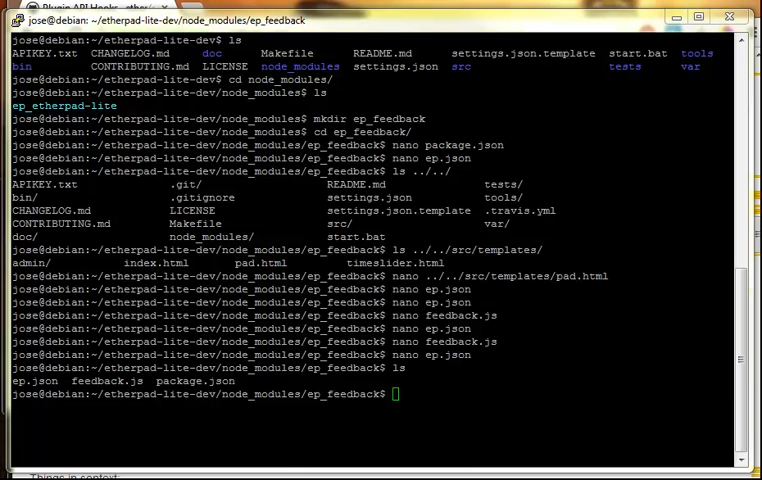 Plugin API Hooks - ether
jose@debian: ~/etherpad-lite-dev/node_modules/ep_feedback
jose@debian:~/etherpad-lite-dev$ ls
APIKEY.txt CHANGELOG.md doc Makefile README.md settings.json.template start.bat tools
bin CONTRIBUTING.md LICENSE node_modules settings.json src tests var
jose@debian:~/etherpad-lite-dev$ cd node_modules/
jose@debian:~/etherpad-lite-dev/node_modules$ ls
ep_etherpad-lite
jose@debian:~/etherpad-lite-dev/node_modules$ mkdir ep_feedback
jose@debian:~/etherpad-lite-dev/node_modules$ cd ep_feedback/
jose@debian:~/etherpad-lite-dev/node_modules/ep_feedback$ nano package.json
jose@debian:~/etherpad-lite-dev/node_modules/ep_feedback$ nano ep.json
jose@debian:~/etherpad-lite-dev/node_modules/ep_feedback$ ls ../../
APIKEY.txt .git/ README.md tests/
bin/ .gitignore settings.json tools/
CHANGELOG.md LICENSE settings.json.template .travis.yml
CONTRIBUTING.md Makefile src/ var/
doc/ node_modules/ start.bat
jose@debian:~/etherpad-lite-dev/node_modules/ep_feedback$ ls ../../src/templates/
admin/ index.html pad.html timeslider.html
jose@debian:~/etherpad-lite-dev/node_modules/ep_feedback$ nano ../../src/templates/pad.html
jose@debian:~/etherpad-lite-dev/node_modules/ep_feedback$ nano ep.json
jose@debian:~/etherpad-lite-dev/node_modules/ep_feedback$ nano ep.json
jose@debian:~/etherpad-lite-dev/node_modules/ep_feedback$ nano feedback.js
jose@debian:~/etherpad-lite-dev/node_modules/ep_feedback$ nano ep.json
jose@debian:~/etherpad-lite-dev/node_modules/ep_feedback$ nano feedback.js
jose@debian:~/etherpad-lite-dev/node_modules/ep_feedback$ nano ep.json
jose@debian:~/etherpad-lite-dev/node_modules/ep_feedback$ ls
ep.json feedback.js package.json
jose@debian:~/etherpad-lite-dev/node_modules/ep_feedback$
Things in context: